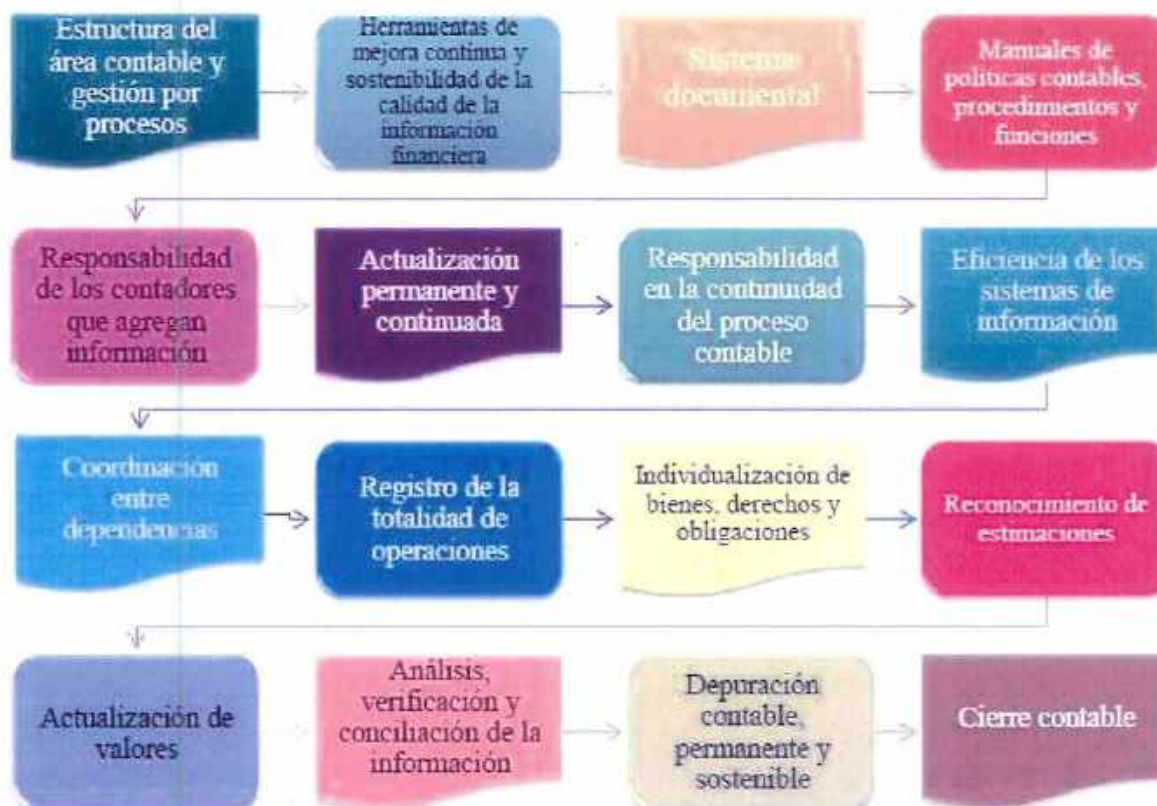 Estructura del
área contable y
gestión por
procesos
Herramientas de
mejora continua y
sostenibilidad de la
calidad de la
información
financiera
Sistema
documental
Manuales de
políticas contables,
procedimientos y
funciones
Responsabilidad
de los contadores
que agregan
información
Actualización
permanente y
continuada
Responsabilidad
en la continuidad
del proceso
contable
Eficiencia de los
sistemas de
información
Coordinación
entre
dependencias
Registro de la
totalidad de
operaciones
Individualización de
bienes, derechos y
obligaciones
Reconocimiento de
estimaciones
Actualización de
valores
Análisis,
verificación y
conciliación de la
información
Depuración
contable,
permanente y
sostenible
Cierre contable